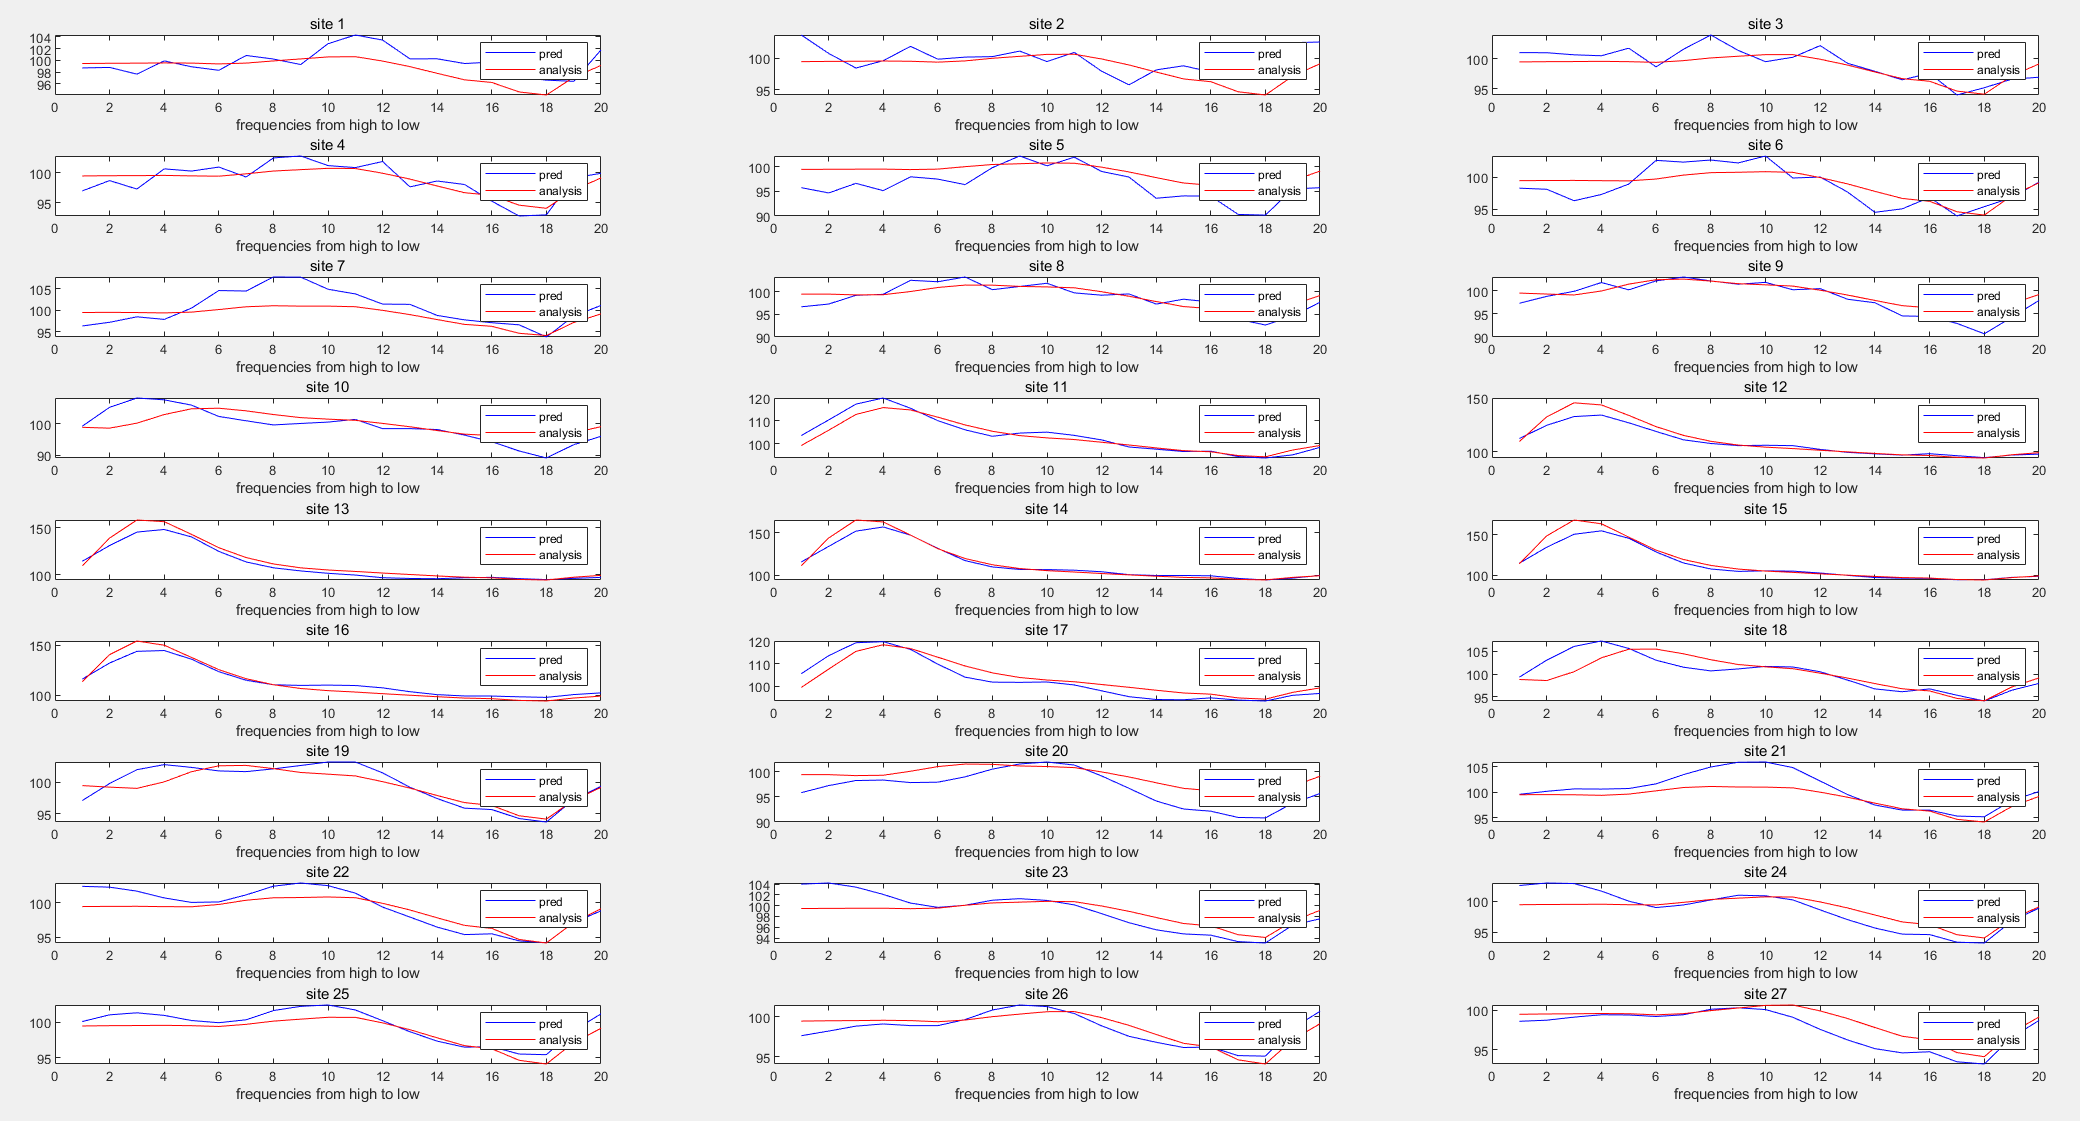 site 1
104
102
100
98
96
pred
analysis
0 2 4 6 8 10 12 14 16 18 20
frequencies from high to low
site 2
100
95
pred
analysis
0 2 4 6 8 10 12 14 16 18 20
frequencies from high to low
site 3
100
95
pred
analysis
0 2 4 6 8 10 12 14 16 18 20
frequencies from high to low
site 4
100
95
pred
analysis
0 2 4 6 8 10 12 14 16 18 20
frequencies from high to low
site 5
100
95
90
pred
analysis
0 2 4 6 8 10 12 14 16 18 20
frequencies from high to low
site 6
100
95
pred
analysis
0 2 4 6 8 10 12 14 16 18 20
frequencies from high to low
site 7
105
100
95
pred
analysis
0 2 4 6 8 10 12 14 16 18 20
frequencies from high to low
site 8
100
95
90
pred
analysis
0 2 4 6 8 10 12 14 16 18 20
frequencies from high to low
site 9
100
95
90
pred
analysis
0 2 4 6 8 10 12 14 16 18 20
frequencies from high to low
site 10
100
90
pred
analysis
0 2 4 6 8 10 12 14 16 18 20
frequencies from high to low
site 11
120
110
100
pred
analysis
0 2 4 6 8 10 12 14 16 18 20
frequencies from high to low
site 12
150
100
pred
analysis
0 2 4 6 8 10 12 14 16 18 20
frequencies from high to low
site 13
150
100
pred
analysis
0 2 4 6 8 10 12 14 16 18 20
frequencies from high to low
site 14
150
100
pred
analysis
0 2 4 6 8 10 12 14 16 18 20
frequencies from high to low
site 15
150
100
pred
analysis
0 2 4 6 8 10 12 14 16 18 20
frequencies from high to low
site 16
150
100
pred
analysis
0 2 4 6 8 10 12 14 16 18 20
frequencies from high to low
site 17
120
110
100
pred
analysis
0 2 4 6 8 10 12 14 16 18 20
frequencies from high to low
site 18
105
100
95
pred
analysis
0 2 4 6 8 10 12 14 16 18 20
frequencies from high to low
site 19
100
95
pred
analysis
0 2 4 6 8 10 12 14 16 18 20
frequencies from high to low
site 20
100
95
90
pred
analysis
0 2 4 6 8 10 12 14 16 18 20
frequencies from high to low
site 21
105
100
95
pred
analysis
0 2 4 6 8 10 12 14 16 18 20
frequencies from high to low
site 22
100
95
pred
analysis
0 2 4 6 8 10 12 14 16 18 20
frequencies from high to low
site 23
104
102
100
98
96
94
pred
analysis
0 2 4 6 8 10 12 14 16 18 20
frequencies from high to low
site 24
100
95
pred
analysis
0 2 4 6 8 10 12 14 16 18 20
frequencies from high to low
site 25
100
95
pred
analysis
0 2 4 6 8 10 12 14 16 18 20
frequencies from high to low
site 26
100
95
pred
analysis
0 2 4 6 8 10 12 14 16 18 20
frequencies from high to low
site 27
100
95
pred
analysis
0 2 4 6 8 10 12 14 16 18 20
frequencies from high to low